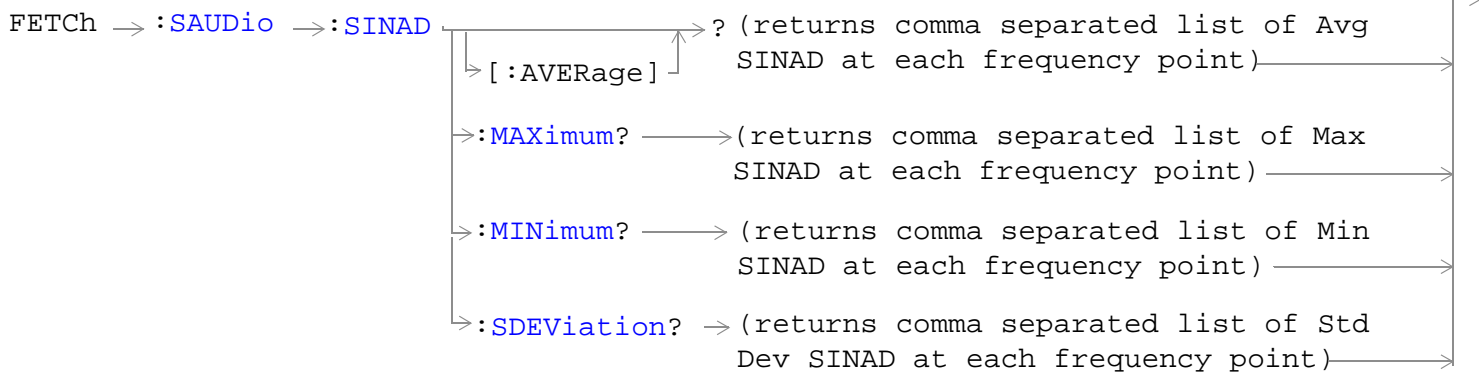 FETCh :SAUDio :SINAD ? (returns comma separated list of Avg
[:AVERage] SINAD at each frequency point)
:MAXimum? (returns comma separated list of Max
SINAD at each frequency point)
:MINimum? (returns comma separated list of Min
SINAD at each frequency point)
:SDEViation? (returns comma separated list of Std
Dev SINAD at each frequency point)